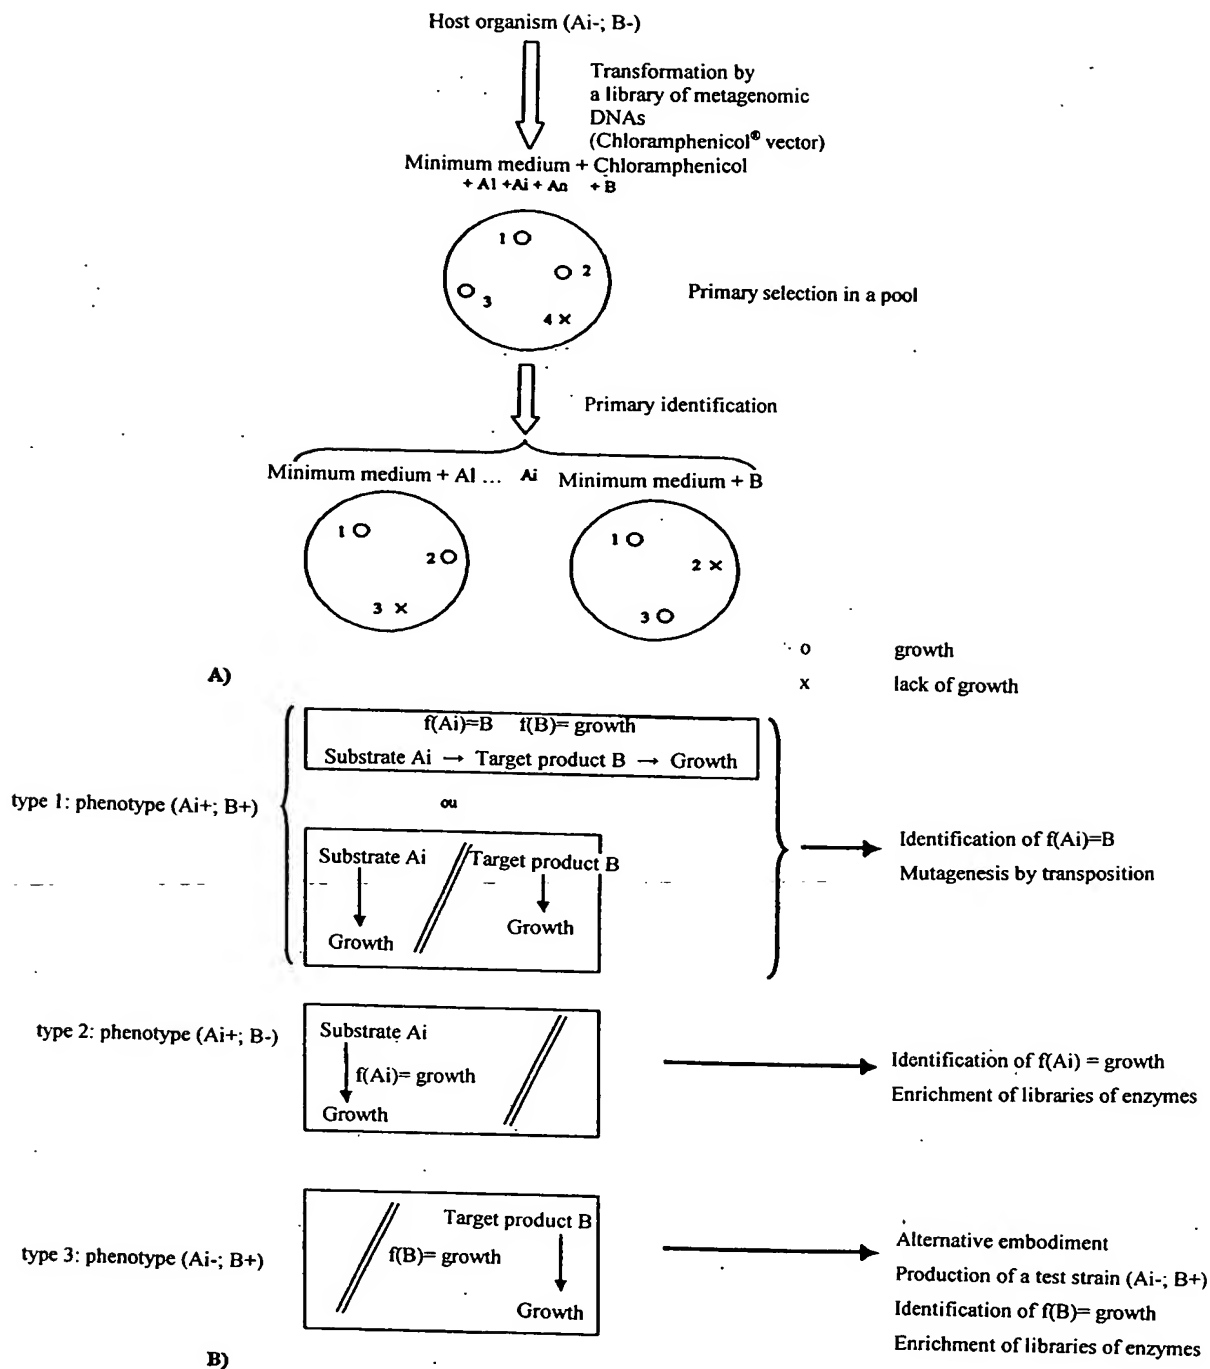 Host organism (Ai-; B-)
Transformation by
a library of metagenomic
DNAs
(Chloramphenicol® vector)
Minimum medium + Chloramphenicol
+ Al +Ai + An + B
1
2
3
4
Primary selection in a pool
Primary identification
Minimum medium + Al ... Ai Minimum medium + B
1
2
3
1
2
3
o growth
x lack of growth
A)
type 1: phenotype (Ai+; B+)
f(Ai)=B f(B)= growth
Substrate Ai → Target product B → Growth
ou
Substrate Ai
Growth
Target product B
Growth
Identification of f(Ai)=B
Mutagenesis by transposition
type 2: phenotype (Ai+; B-)
Substrate Ai
f(Ai)= growth
Growth
Identification of f(Ai) = growth
Enrichment of libraries of enzymes
type 3: phenotype (Ai-; B+)
Target product B
f(B)= growth
Growth
Alternative embodiment
Production of a test strain (Ai-; B+)
Identification of f(B)= growth
Enrichment of libraries of enzymes
B)